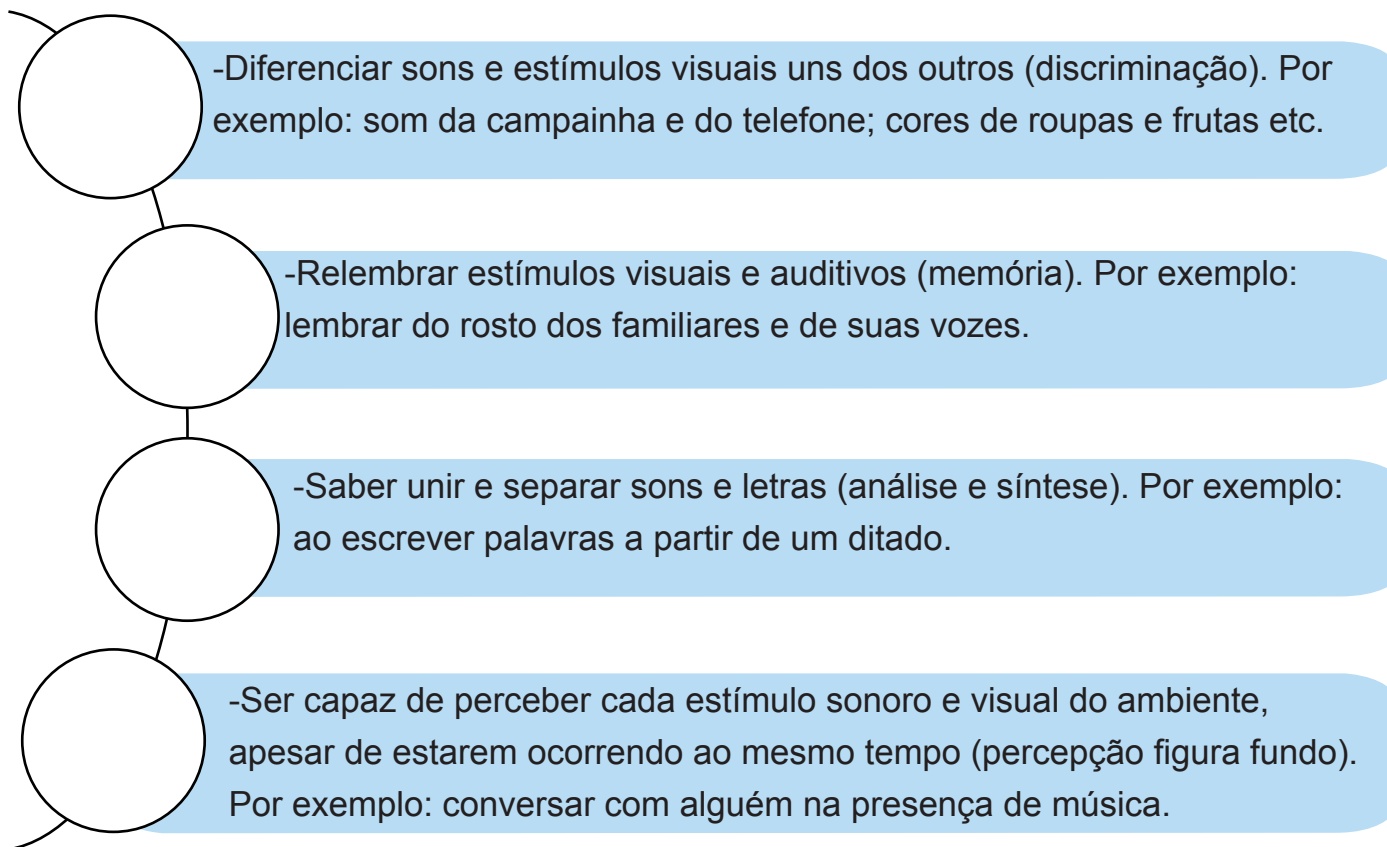 -Diferenciar sons e estímulos visuais uns dos outros (discriminação). Por
exemplo: som da campainha e do telefone; cores de roupas e frutas etc.
-Relembrar estímulos visuais e auditivos (memória). Por exemplo:
lembrar do rosto dos familiares e de suas vozes.
-Saber unir e separar sons e letras (análise e síntese). Por exemplo:
ao escrever palavras a partir de um ditado.
-Ser capaz de perceber cada estímulo sonoro e visual do ambiente,
apesar de estarem ocorrendo ao mesmo tempo (percepção figura fundo).
Por exemplo: conversar com alguém na presença de música.